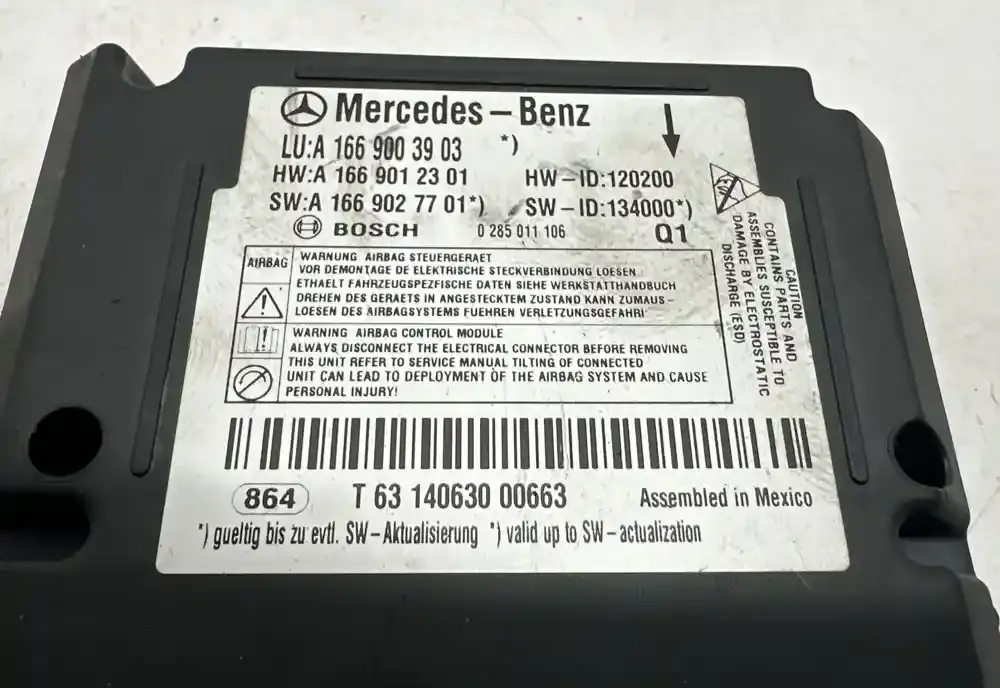 Mercedes-Benz
LU:A 166 900 39 03 *)
HW:A 166 901 23 01 HW-ID:120200
SW:A 166 902 77 01*) SW-ID:134000*)
BOSCH 0 285 011 106 Q1
AIRBAG
WARNUNG AIRBAG STEUERGERAET
VOR DEMONTAGE DE ELEKTRISCHE STECKVERBINDUNG LOESEN
ETHAELT FAHRZEUGSPEZFISCHE DATEN SIEHE WERKSTATTHANDBUCH
DREHEN DES GERAETS IN ANGESTECKTEM ZUSTAND KANN ZUMAUS-
LOESEN DES AIRBAGSYSTEMS FUEHREN VERLETZUNGSGEFAHR!
WARNING AIRBAG CONTROL MODULE
ALWAYS DISCONNECT THE ELECTRICAL CONNECTOR BEFORE REMOVING
THIS UNIT REFER TO SERVICE MANUAL TILTING OF CONNECTED
UNIT CAN LEAD TO DEPLOYMENT OF THE AIRBAG SYSTEM AND CAUSE
PERSONAL INJURY!
CAUTION
CONTAINS PARTS AND
ASSEMBLIES SUSCEPTIBLE TO
DAMAGE BY ELECTROSTATIC
DISCHARGE (ESD)
864 T 63 140630 00663 Assembled in Mexico
*) gueltig bis zu evtl. SW-Aktualisierung *) valid up to SW-actualization